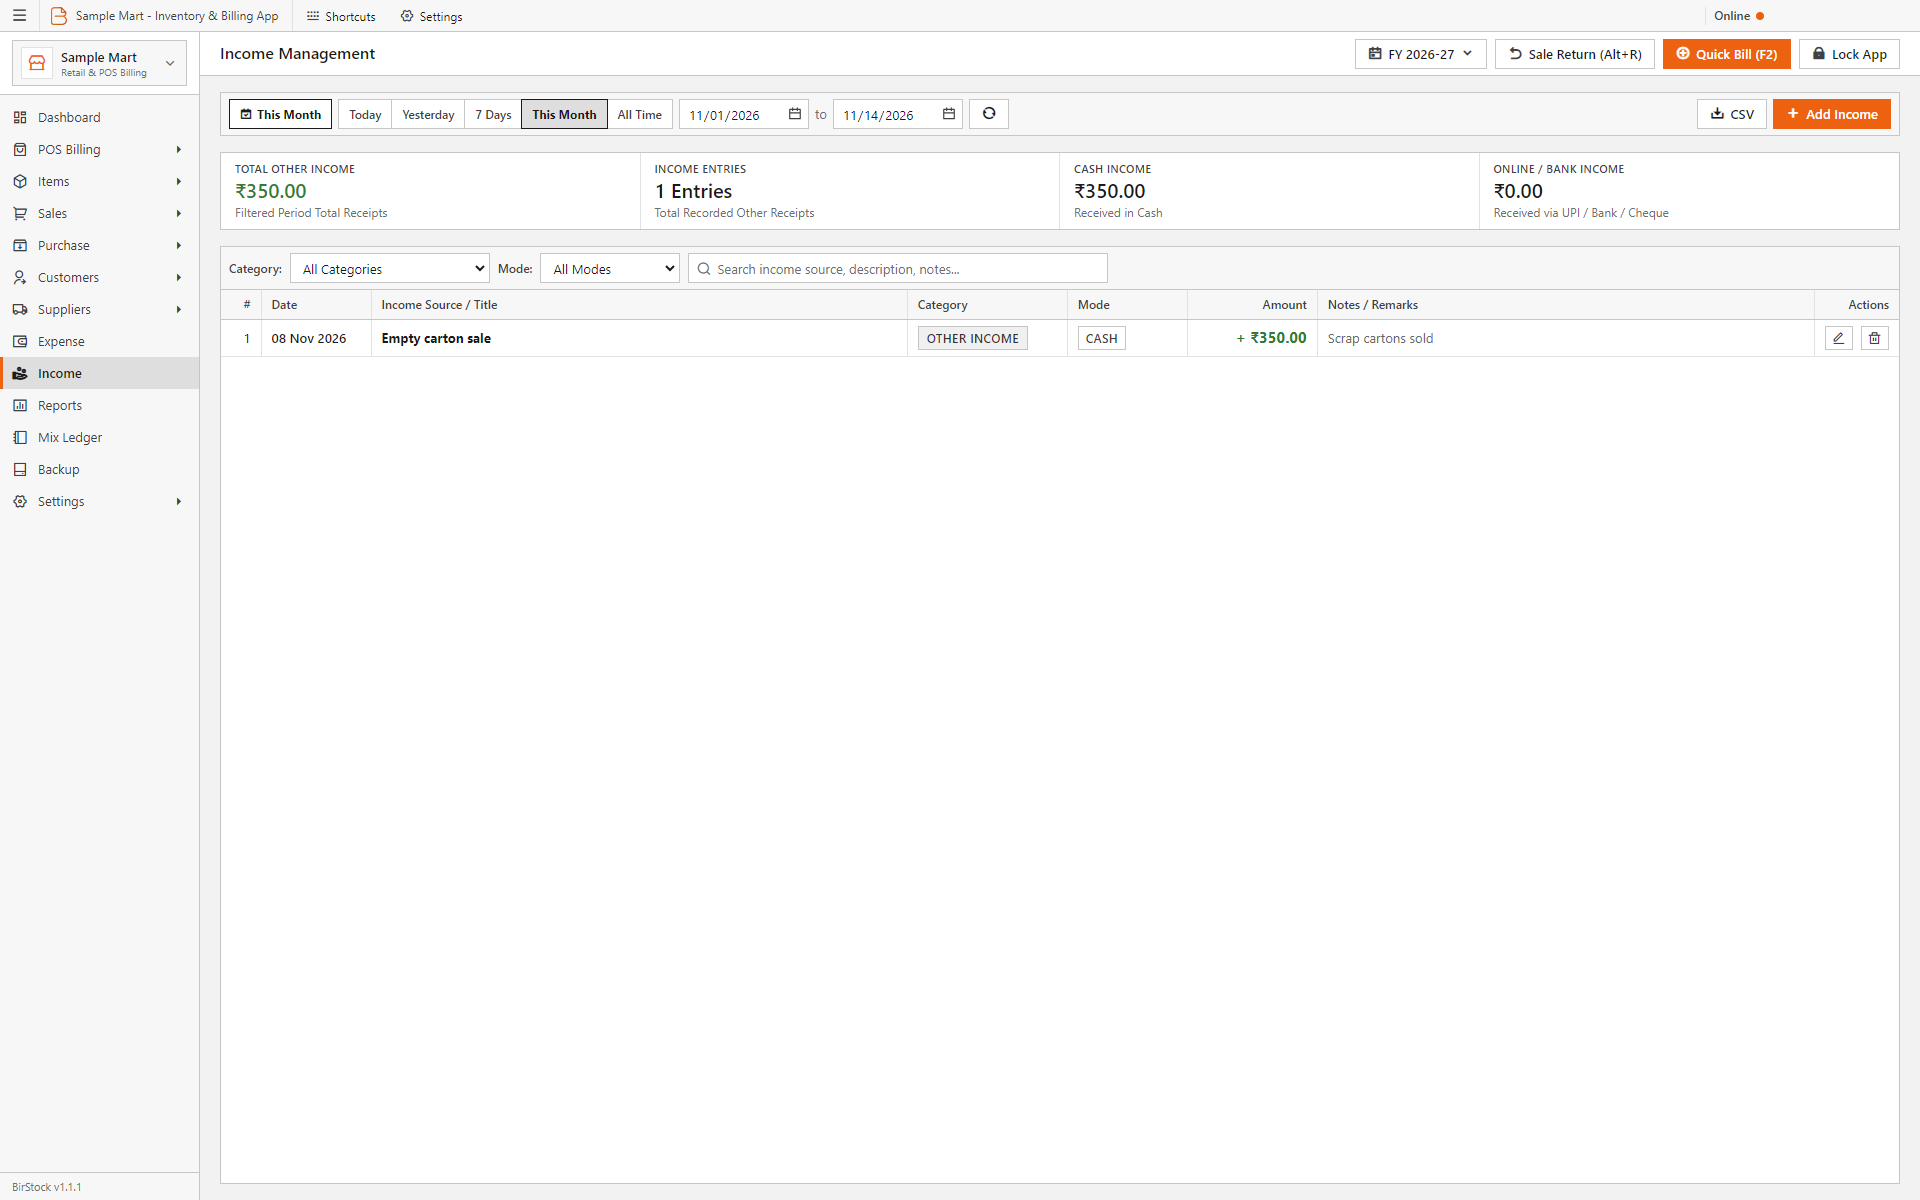 Sample Mart - Inventory & Billing App
Shortcuts
Settings
Online
Sample Mart
Retail & POS Billing
Income Management
FY 2026-27
Sale Return (Alt+R)
Quick Bill (F2)
Lock App
Dashboard
POS Billing
Items
Sales
Purchase
Customers
Suppliers
Expense
Income
Reports
Mix Ledger
Backup
Settings
BirStock v1.1.1
This Month
Today
Yesterday
7 Days
This Month
All Time
11/01/2026
to
11/14/2026
CSV
+ Add Income
TOTAL OTHER INCOME
₹350.00
Filtered Period Total Receipts
INCOME ENTRIES
1 Entries
Total Recorded Other Receipts
CASH INCOME
₹350.00
Received in Cash
ONLINE / BANK INCOME
₹0.00
Received via UPI / Bank / Cheque
Category:
All Categories
Mode:
All Modes
Search income source, description, notes...
# Date Income Source / Title Category Mode Amount Notes / Remarks Actions
1 08 Nov 2026 Empty carton sale OTHER INCOME CASH + ₹350.00 Scrap cartons sold